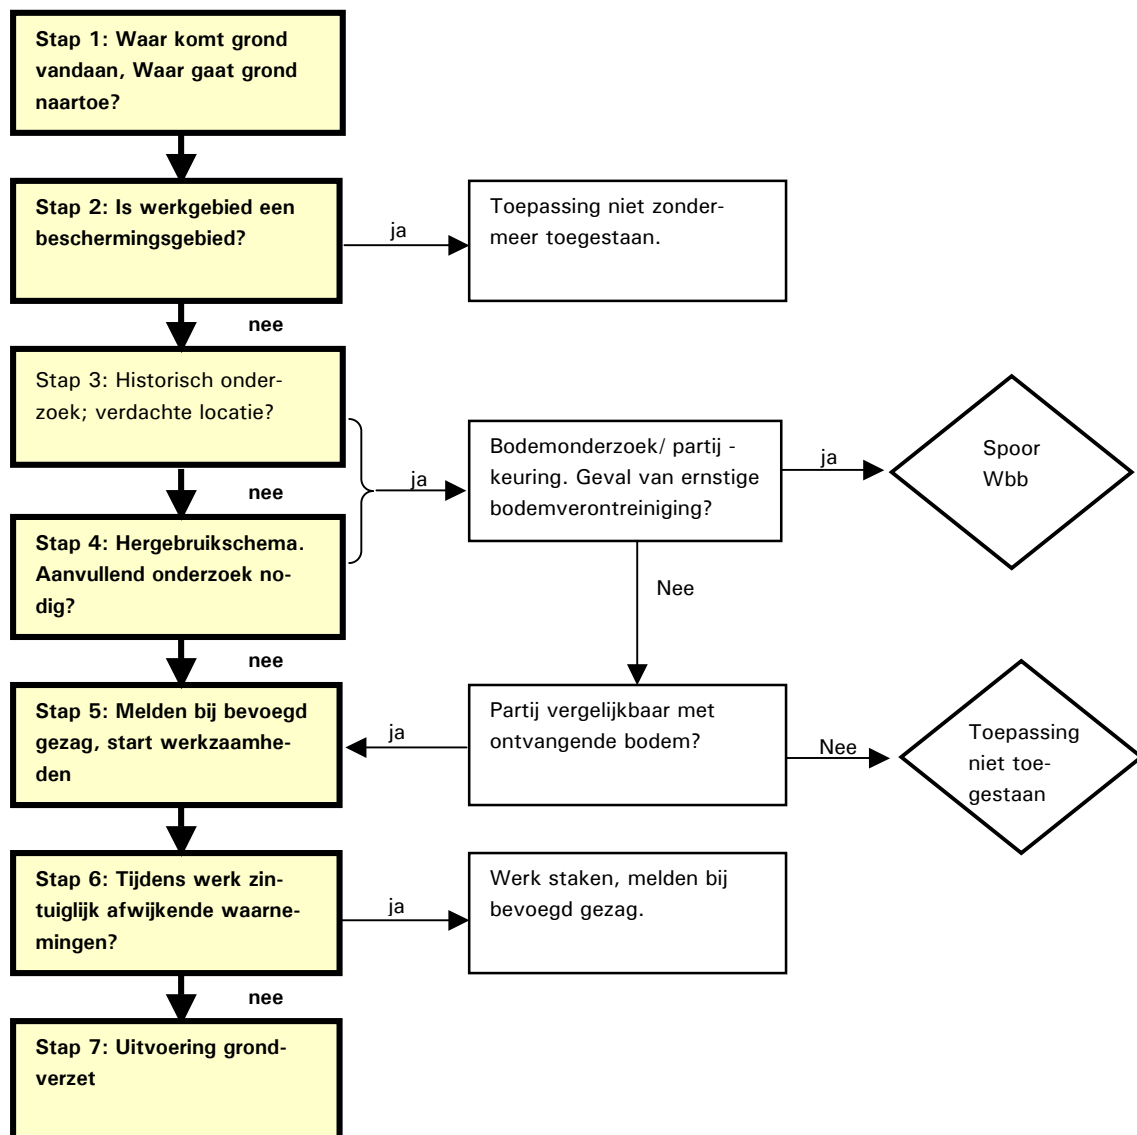 Stap 1: Waar komt grond
vandaan, Waar gaat grond
naartoe?
Stap 2: Is werkgebied een
beschermingsgebied?
ja
Toepassing niet zonder-
meer toegestaan.
nee
Stap 3: Historisch onder-
zoek; verdachte locatie?
nee
Stap 4: Hergebruikschema.
Aanvullend onderzoek no-
dig?
ja
Bodemonderzoek/ partij -
keuring. Geval van ernstige
bodemverontreiniging?
ja
Spoor
Wbb
Nee
nee
Stap 5: Melden bij bevoegd
gezag, start werkzaamhe-
den
ja
Partij vergelijkbaar met
ontvangende bodem?
Nee
Toepassing
niet toe-
gestaan
Stap 6: Tijdens werk zin-
tuiglijk afwijkende waarne-
mingen?
ja
Werk staken, melden bij
bevoegd gezag.
nee
Stap 7: Uitvoering grond-
verzet